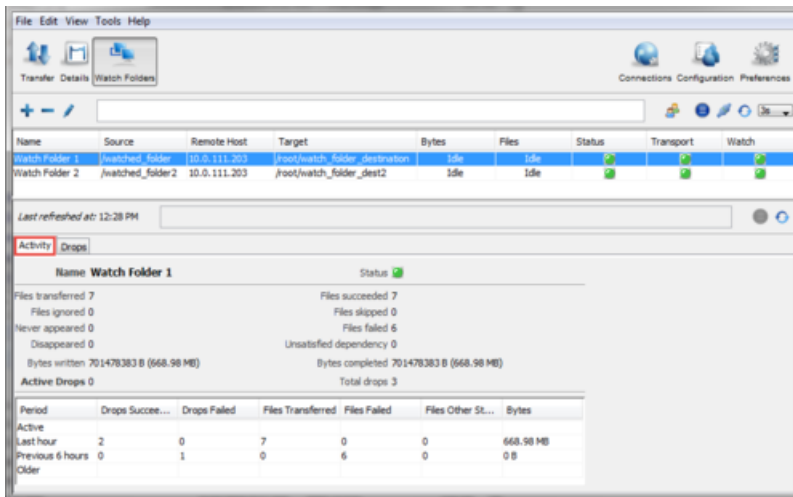 File Edit View Tools Help
Transfer Details Watch Folders Connections Configuration Preferences
3s
Name Source Remote Host Target Bytes Files Status Transport Watch
Watch Folder 1 /watched_folder 10.0.111.203 /root/watch_folder_destination Idle Idle
Watch Folder 2 /watched_folder2 10.0.111.203 /root/watch_folder_dest2 Idle Idle
Last refreshed at: 12:28 PM
Activity Drops
Name Watch Folder 1 Status
Files transferred 7 Files succeeded 7
Files ignored 0 Files skipped 0
Never appeared 0 Files failed 6
Disappeared 0 Unsatisfied dependency 0
Bytes written 701478383 B (668.98 MB) Bytes completed 701478383 B (668.98 MB)
Active Drops 0 Total drops 3
Period Drops Succee... Drops Failed Files Transferred Files Failed Files Other St... Bytes
Active
Last hour 2 0 7 0 0 668.98 MB
Previous 6 hours 0 1 0 6 0 0 B
Older